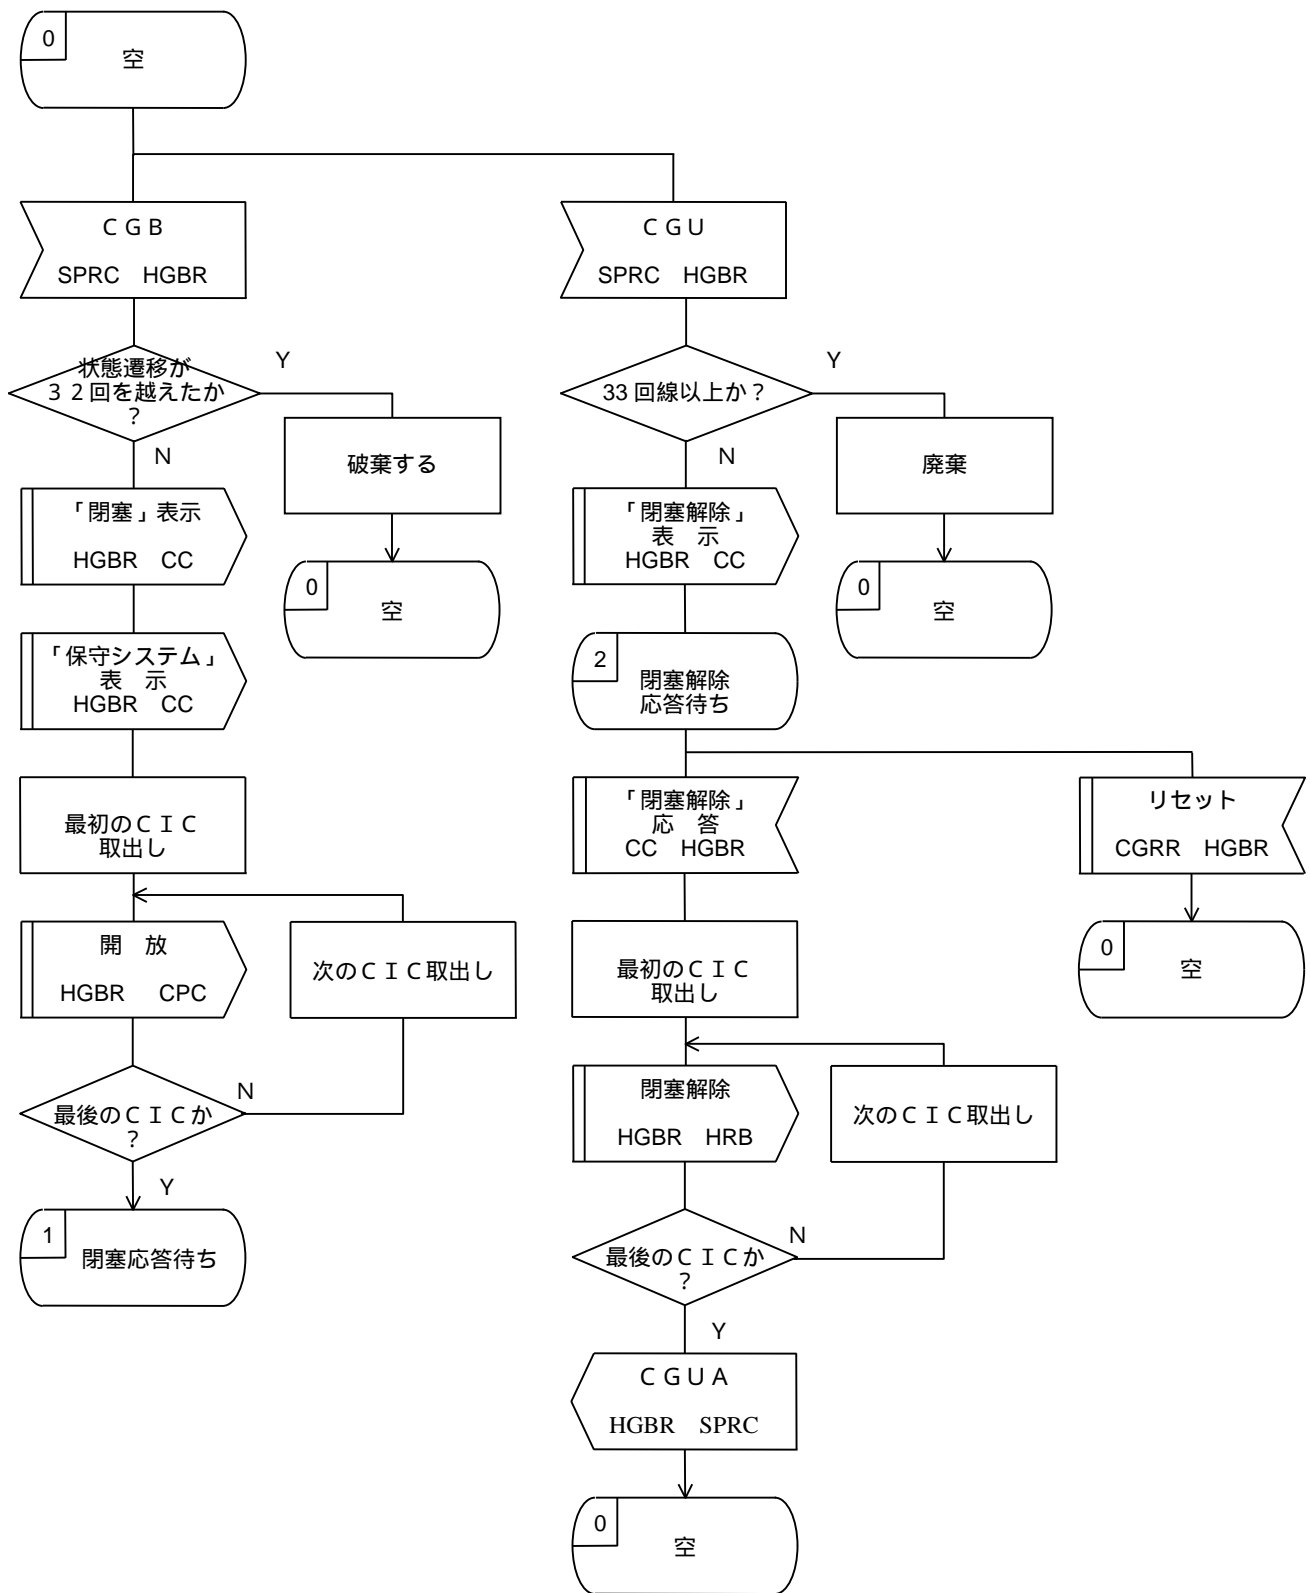 0
空
ＣＧＢ
SPRC HGBR
状態遷移が
３２回を越えたか
？
Y
N
破棄する
0
空
「閉塞」表示
HGBR CC
「保守システム」
表 示
HGBR CC
最初のＣＩＣ
取出し
開 放
HGBR CPC
次のＣＩＣ取出し
最後のＣＩＣか
？
N
Y
1
閉塞応答待ち
ＣＧＵ
SPRC HGBR
33 回線以上か？
Y
N
廃棄
0
空
「閉塞解除」
表 示
HGBR CC
2
閉塞解除
応答待ち
「閉塞解除」
応 答
CC HGBR
リセット
CGRR HGBR
0
空
最初のＣＩＣ
取出し
閉塞解除
HGBR HRB
次のＣＩＣ取出し
最後のＣＩＣか
？
N
Y
ＣＧＵＡ
HGBR SPRC
0
空